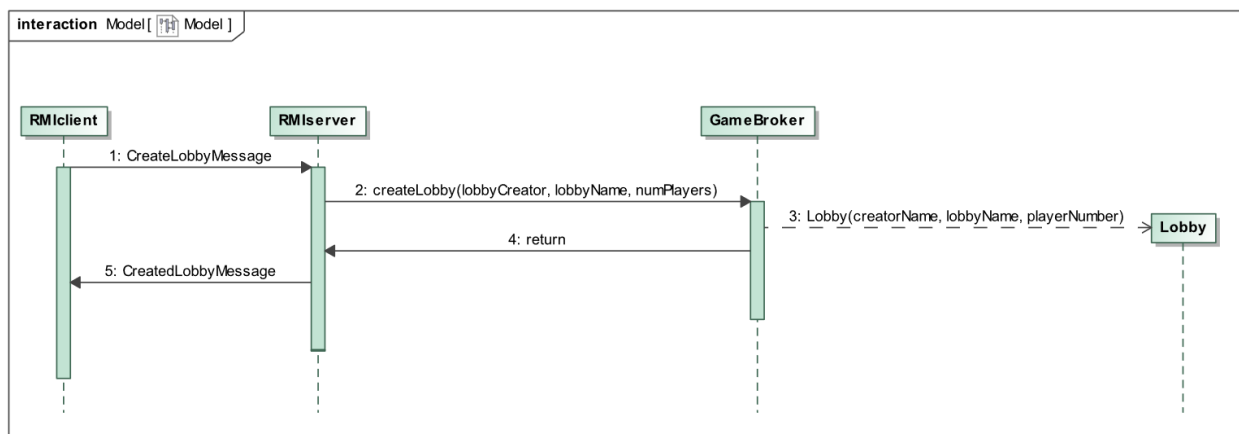 interaction Model [ Model ]
RMIclient
RMIserver
GameBroker
1: CreateLobbyMessage
2: createLobby(lobbyCreator, lobbyName, numPlayers)
3: Lobby(creatorName, lobbyName, playerNumber)
Lobby
4: return
5: CreatedLobbyMessage